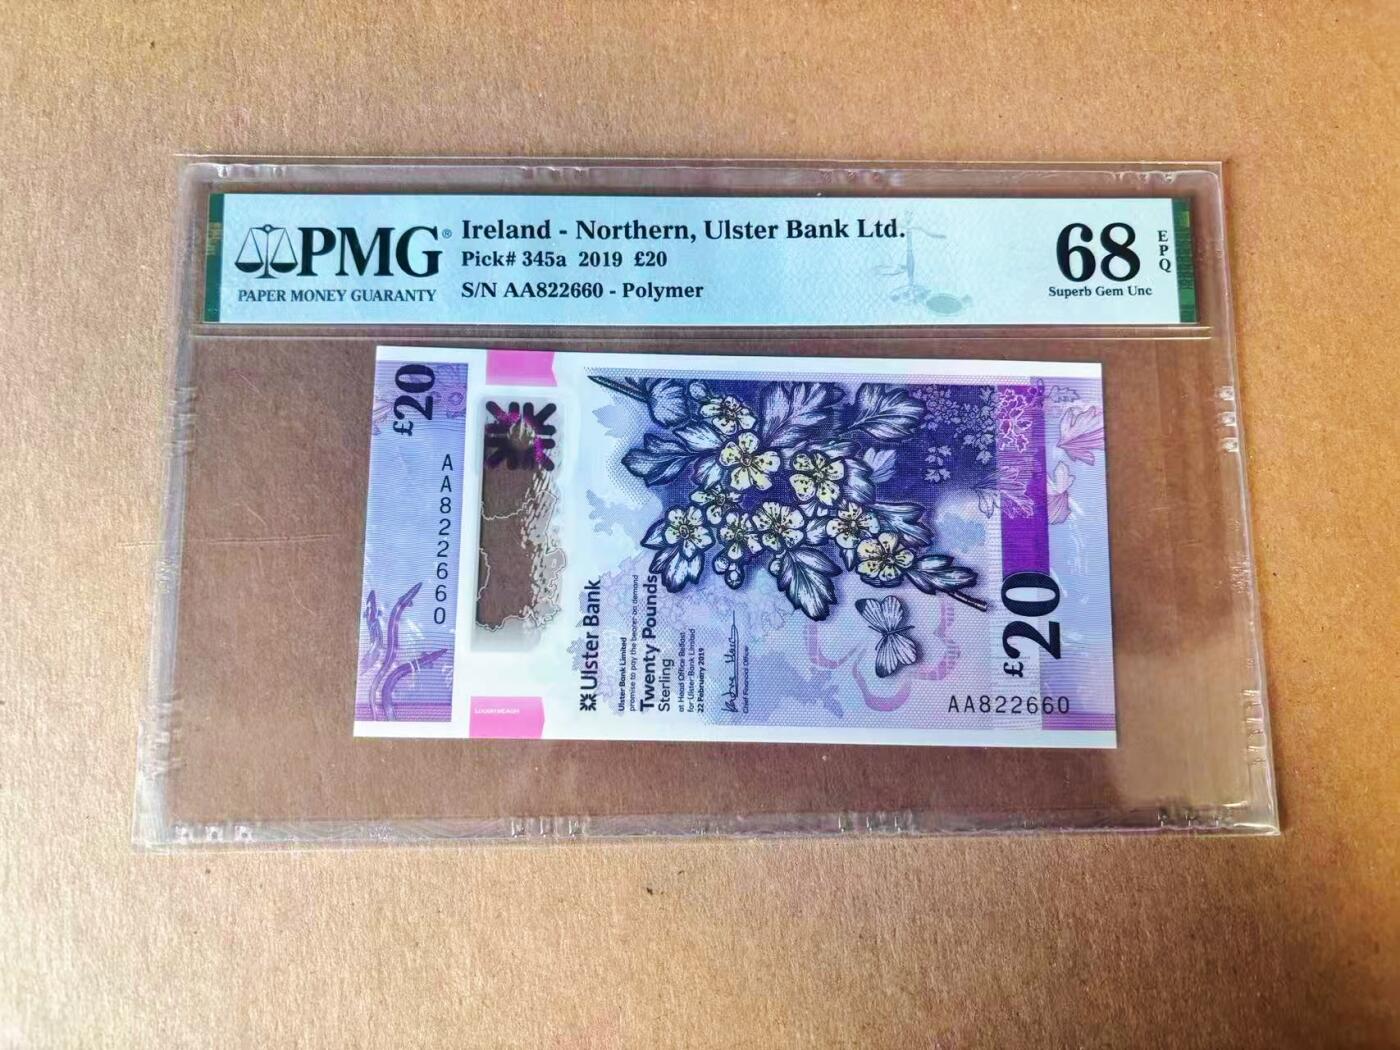 PMG®
PAPER MONEY GUARANTY
Ireland - Northern, Ulster Bank Ltd.
Pick# 345a 2019 £20
S/N AA822660 - Polymer
68
EPQ
Superb Gem Unc
£20
AA822660
Ulster Bank
Ulster Bank Limited
promise to pay the bearer on demand
Twenty Pounds
Sterling
at Head Office Belfast
for Ulster Bank Limited
22 February 2019
Chief Financial Officer
£20
AA822660